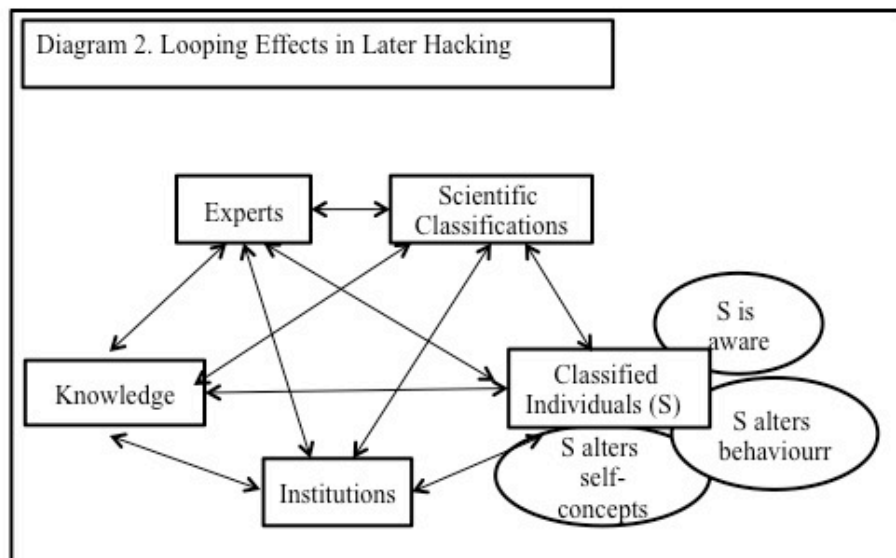 Diagram 2. Looping Effects in Later Hacking
Experts
Scientific
Classifications
S is
aware
Knowledge
Classified
Individuals (S)
S alters
behaviourr
Institutions
S alters
self-
concepts